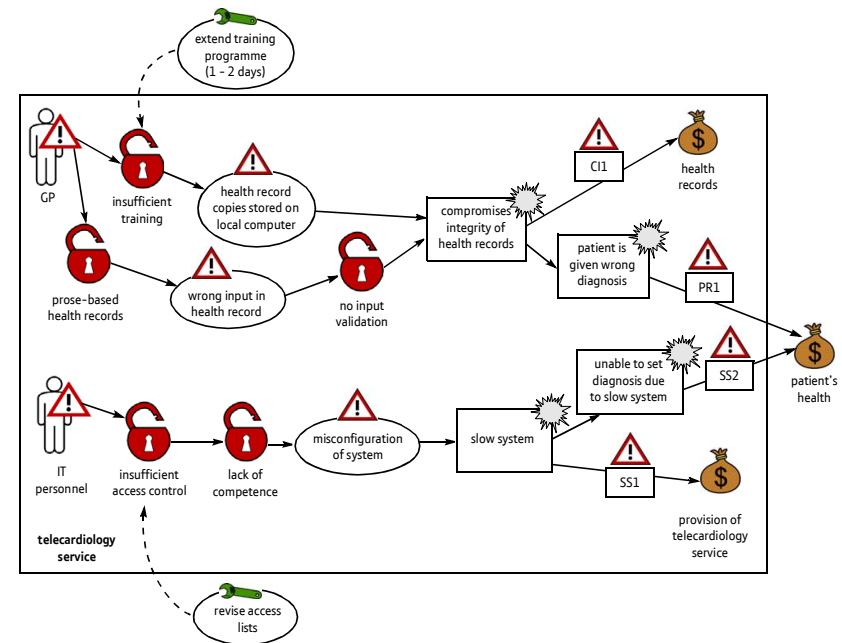 extend training
programme
(1 - 2 days)
GP
insufficient
training
health record
copies stored on
local computer
compromises
integrity of
health records
CI1
health
records
prose-based
health records
wrong input in
health record
no input
validation
patient is
given wrong
diagnosis
PR1
patient's
health
unable to set
diagnosis due
to slow system
SS2
IT
personnel
insufficient
access control
lack of
competence
misconfiguration
of system
slow system
SS1
provision of
telecardiology
service
telecardiology
service
revise access
lists